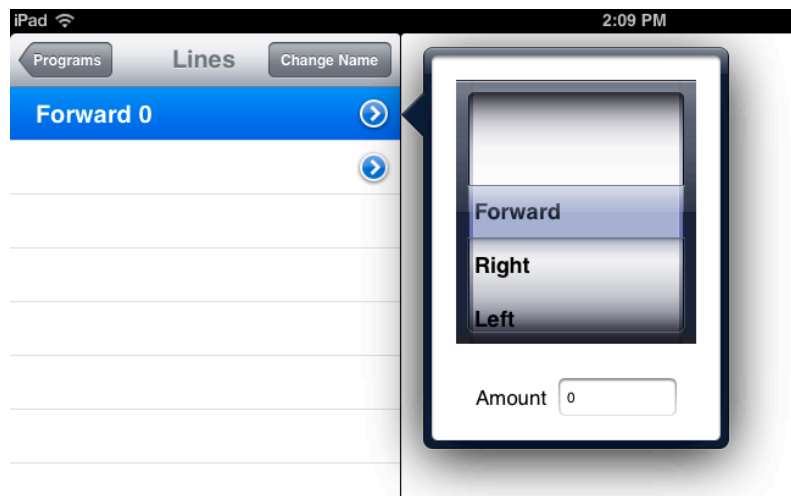 iPad 2:09 PM
Programs Lines Change Name
Forward 0
Forward
Right
Left
Amount 0